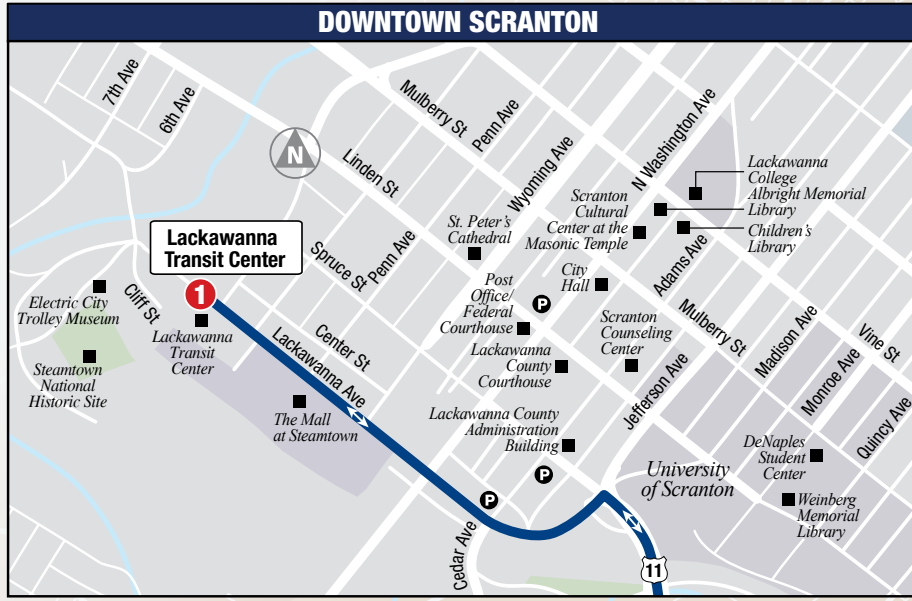 DOWNTOWN SCRANTON
7th Ave
6th Ave
Mulberry St
Penn Ave
N Washington Ave
Linden St
Wyoming Ave
N
Lackawanna
College
Albright Memorial
Library
Children's
Library
Scranton
Cultural
Center at the
Masonic Temple
St. Peter's
Cathedral
Lackawanna
Transit Center
1
Spruce St
Penn Ave
Adams Ave
City
Hall
Post
Office/
Federal
Courthouse
P
Electric City
Trolley Museum
Cliff St
Lackawanna
Transit
Center
Center St
Lackawanna Ave
Scranton
Counseling
Center
Mulberry St
Madison Ave
Vine St
Lackawanna
County
Courthouse
Steamtown
National
Historic Site
Jefferson Ave
Monroe Ave
Quincy Ave
The Mall
at Steamtown
Lackawanna County
Administration
Building
P
P
University
of Scranton
DeNaples
Student
Center
Weinberg
Memorial
Library
Cedar Ave
11